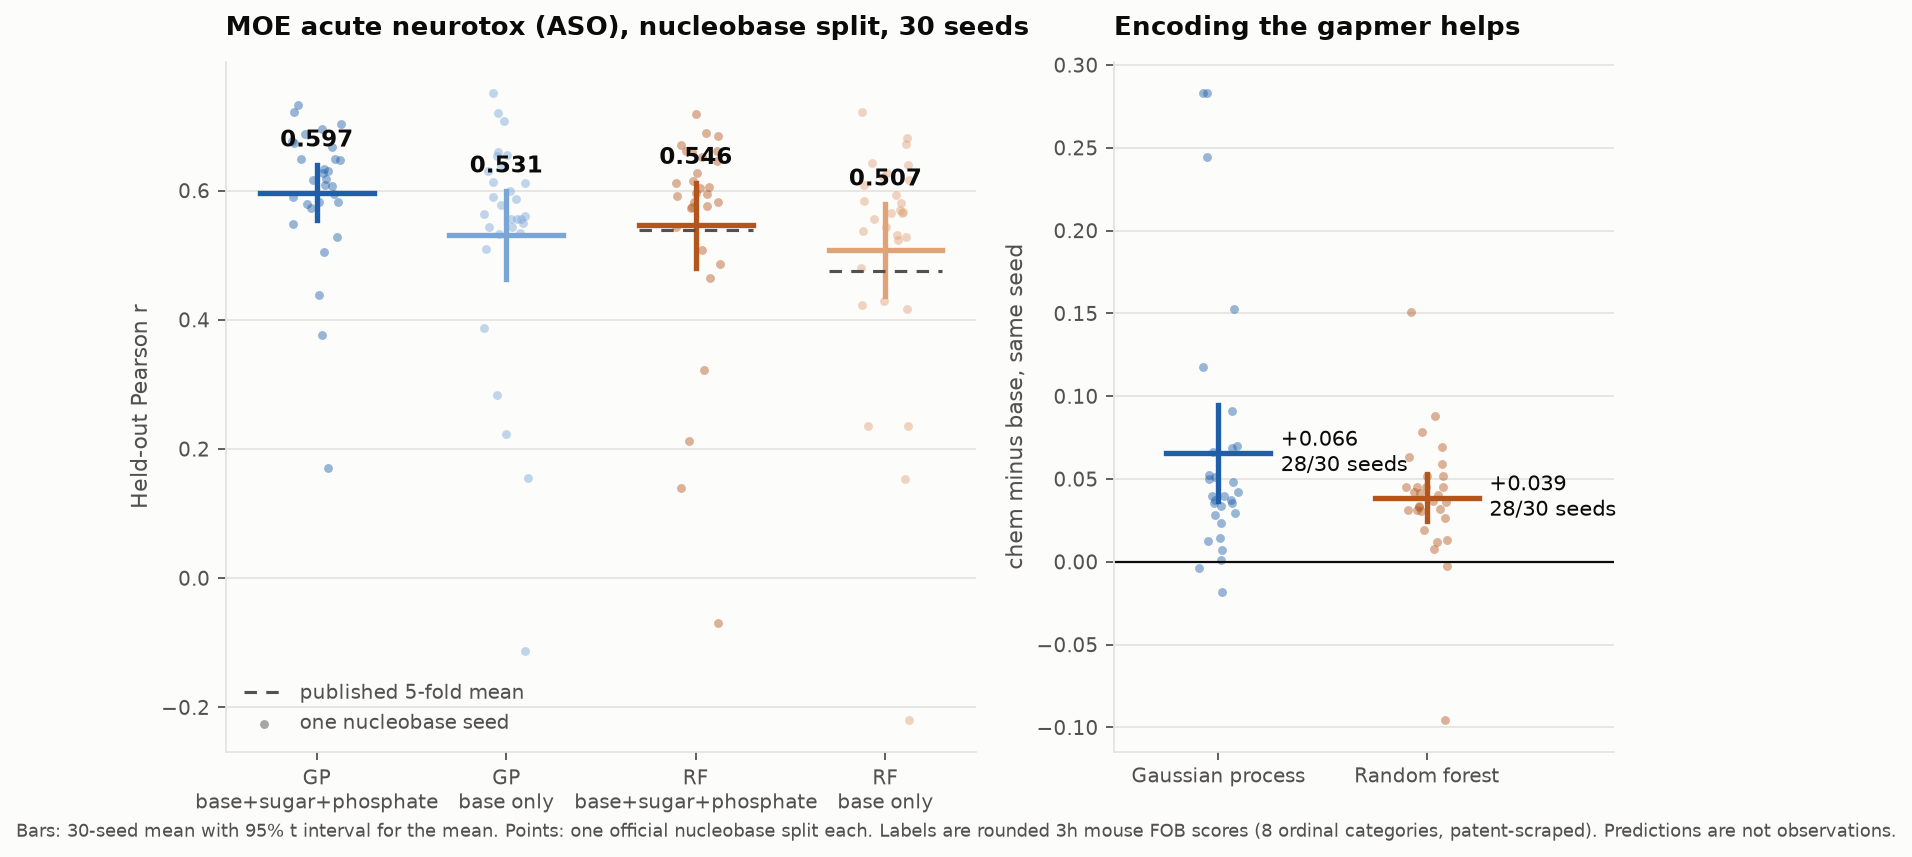 MOE acute neurotox (ASO), nucleobase split, 30 seeds
Held-out Pearson r
0.6
0.4
0.2
0.0
−0.2
0.597
0.531
0.546
0.507
published 5-fold mean
one nucleobase seed
GP
base+sugar+phosphate
GP
base only
RF
base+sugar+phosphate
RF
base only
Encoding the gapmer helps
chem minus base, same seed
0.30
0.25
0.20
0.15
0.10
0.05
0.00
−0.05
−0.10
+0.066
28/30 seeds
+0.039
28/30 seeds
Gaussian process
Random forest
Bars: 30-seed mean with 95% t interval for the mean. Points: one official nucleobase split each. Labels are rounded 3h mouse FOB scores (8 ordinal categories, patent-scraped). Predictions are not observations.